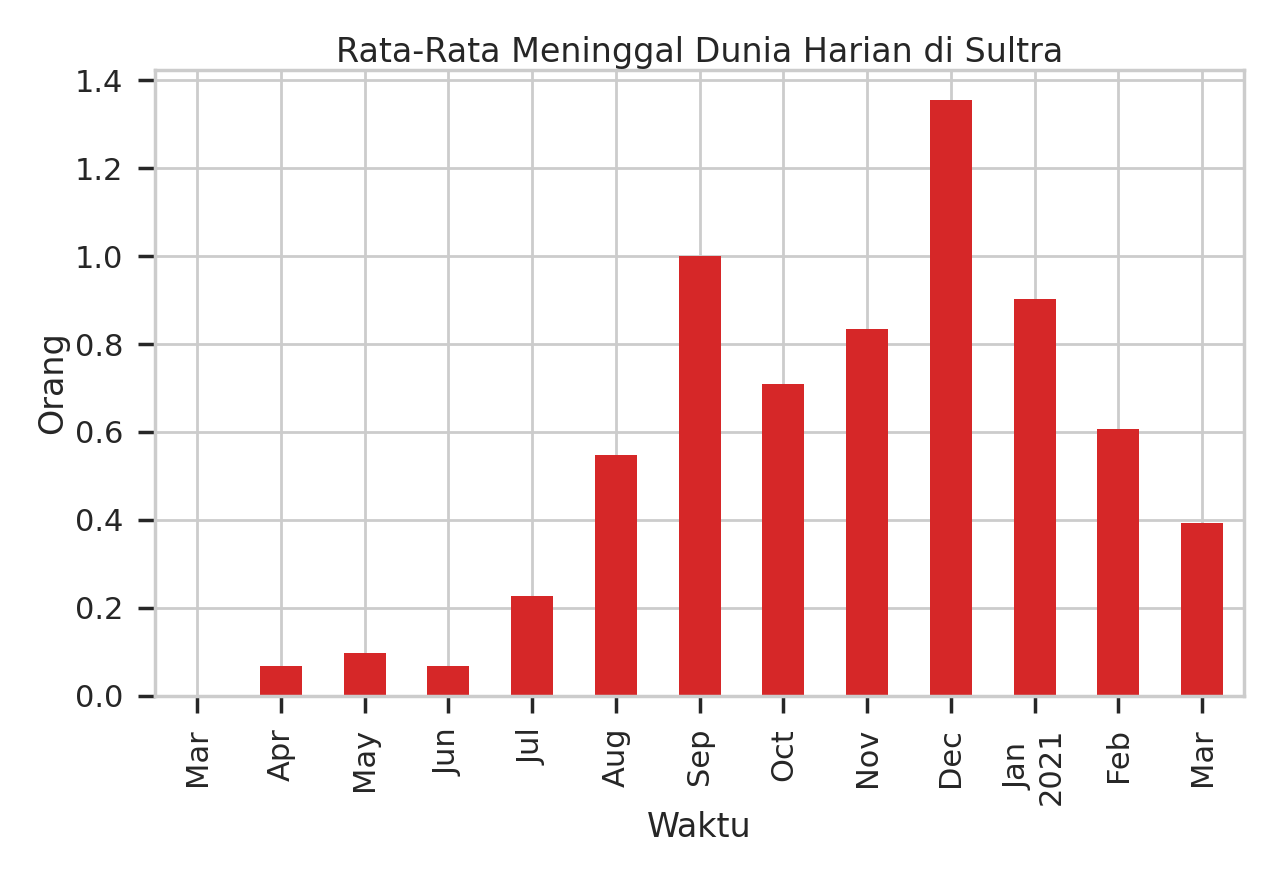 Rata-Rata Meninggal Dunia Harian di Sultra
1.4
1.2
1.0
0.8
0.6
0.4
0.2
0.0
Orang
Mar
Apr
May
Jun
Jul
Aug
Sep
Oct
Nov
Dec
Jan
2021
Feb
Mar
Waktu